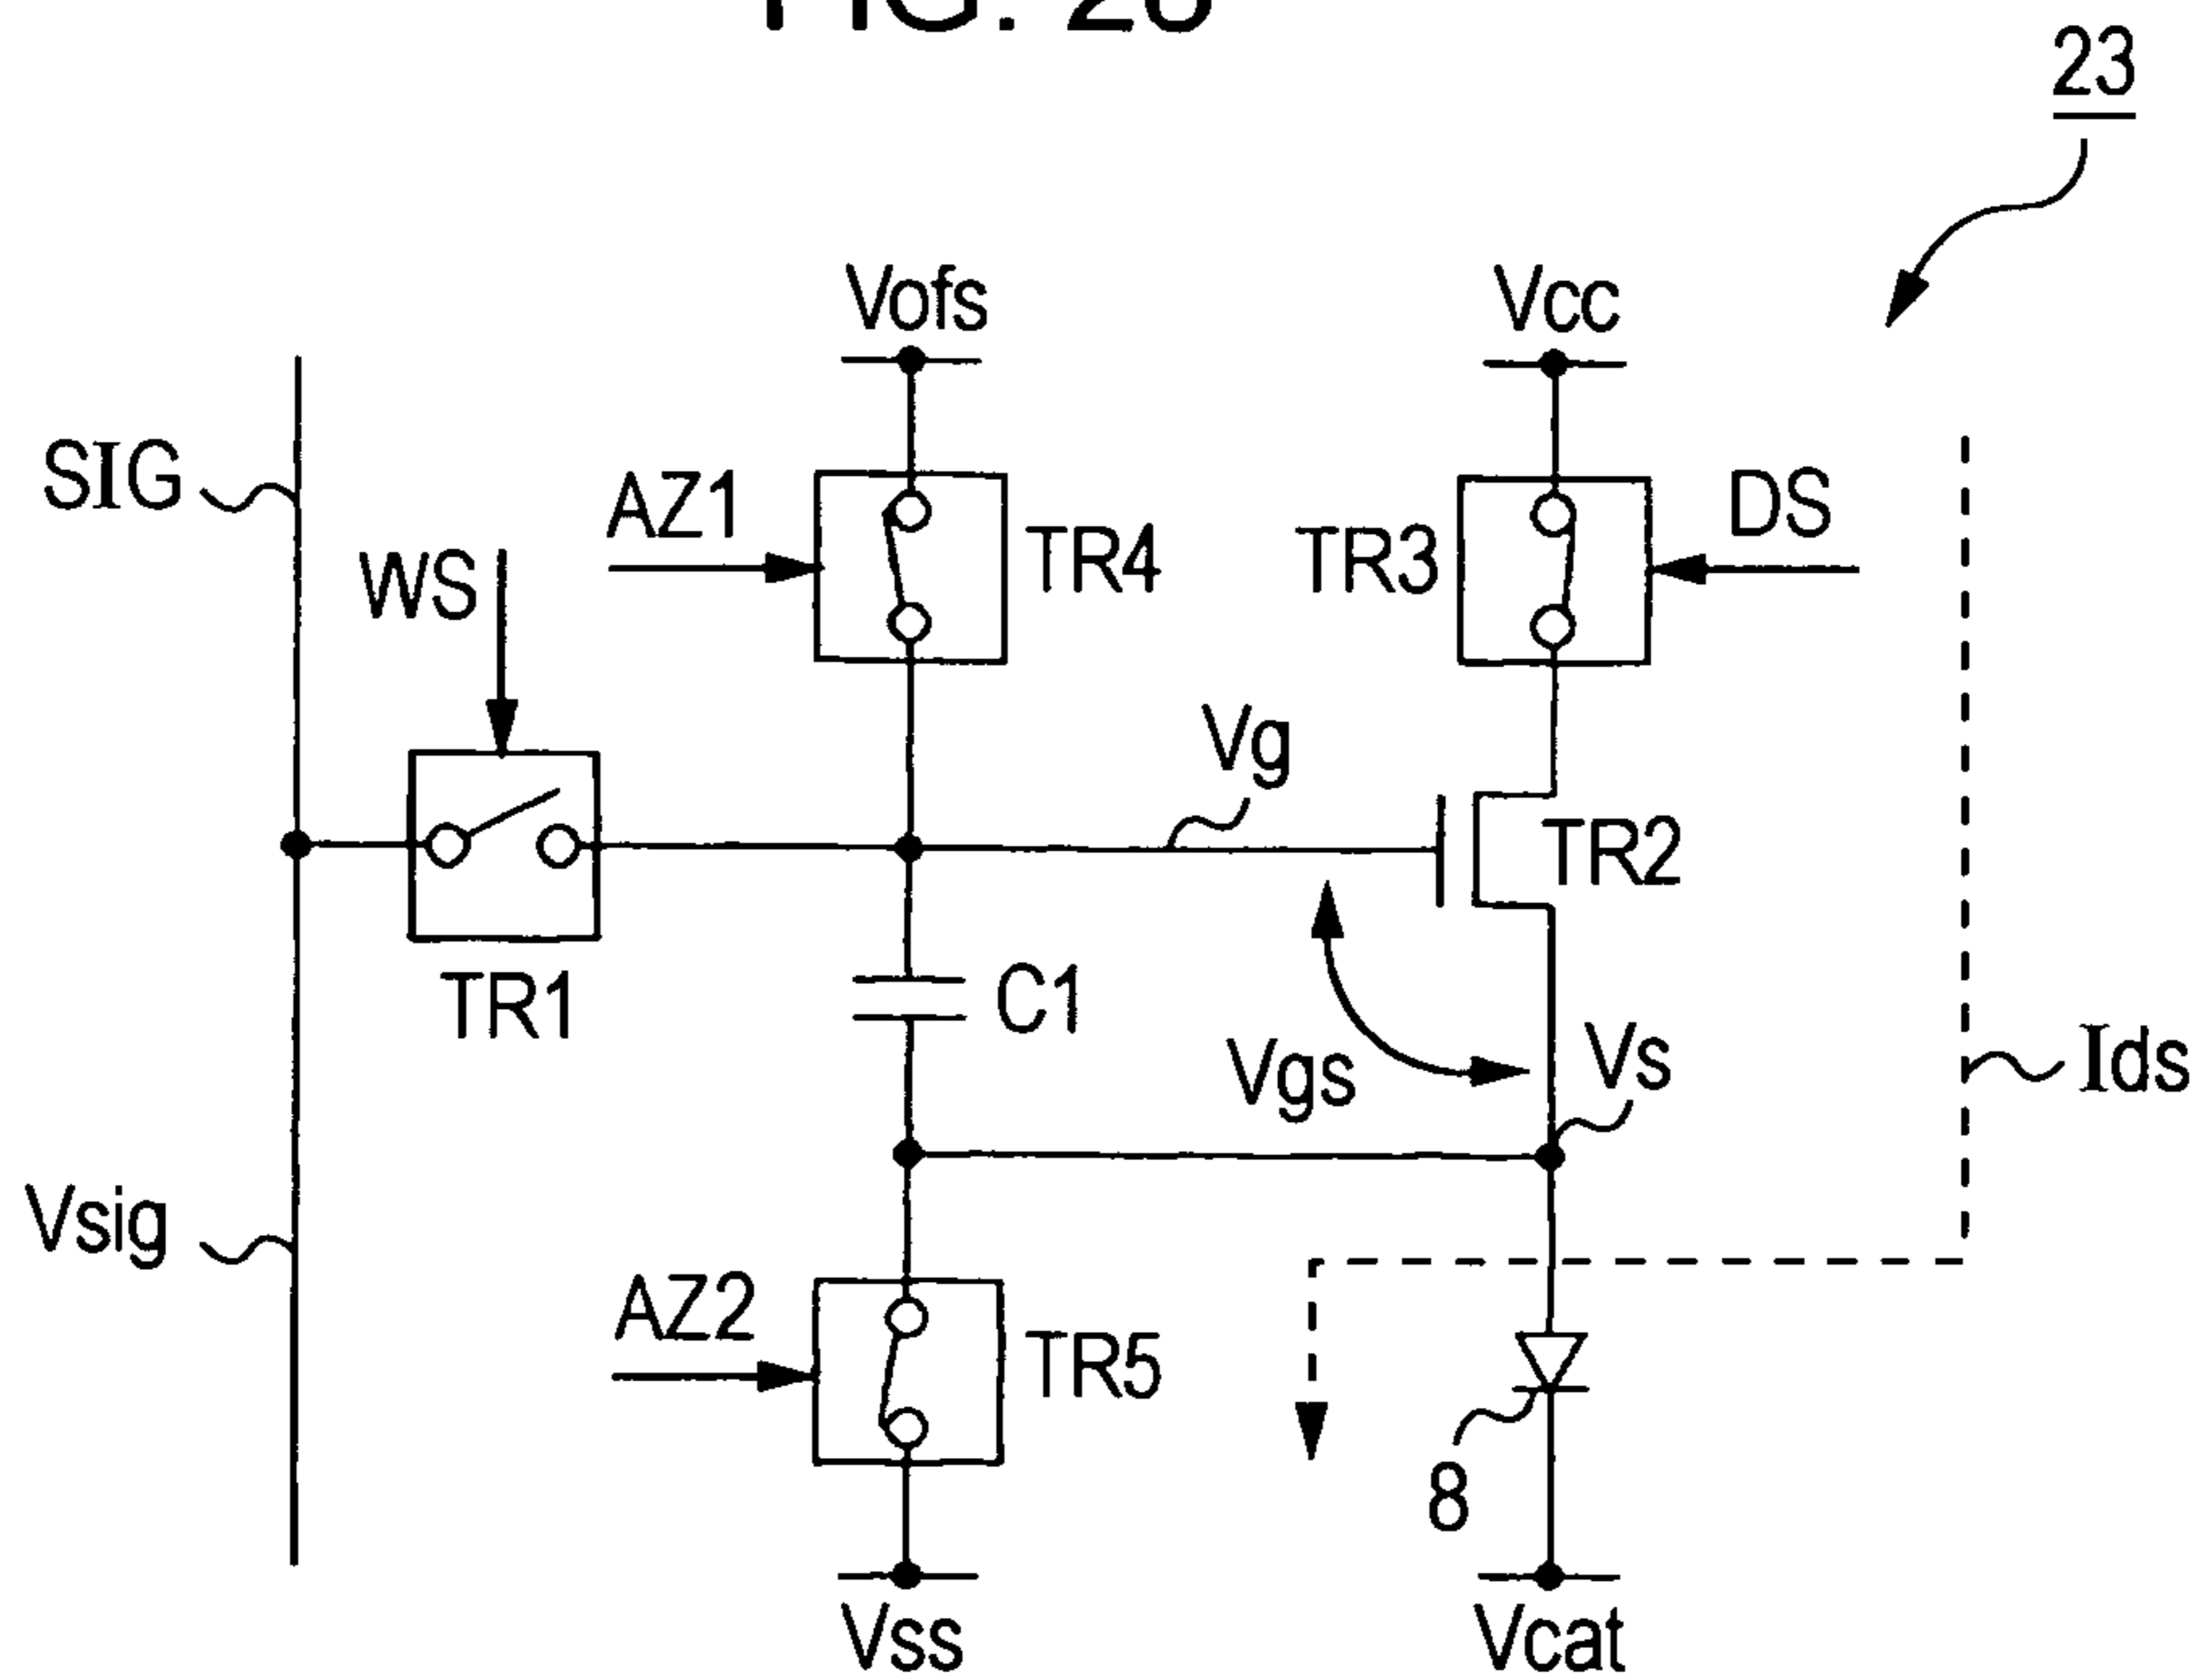 23
Vofs
Vcc
SIG
AZ1
TR4
TR3
DS
WS
Vg
TR2
TR1
C1
Vgs
Vs
Ids
Vsig
AZ2
TR5
8
Vss
Vcat